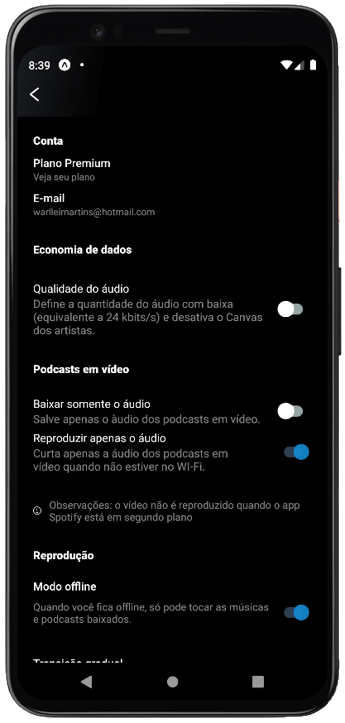 8:39
Conta
Plano Premium
Veja seu plano
E-mail
warlleimartins@hotmail.com
Economia de dados
Qualidade do áudio
Define a quantidade do áudio com baixa
(equivalente a 24 kbits/s) e desativa o Canvas
dos artistas.
Podcasts em vídeo
Baixar somente o áudio
Salve apenas o àudio dos podcasts em vídeo.
Reproduzir apenas o áudio
Curta apenas a áudio dos podcasts em
vídeo quando não estiver no WI-Fi.
Observações: o vídeo não é reproduzido quando o app
Spotify está em segundo plano
Reprodução
Modo offline
Quando você fica offline, só pode tocar as músicas
e podcasts baixados.
Transição gradual